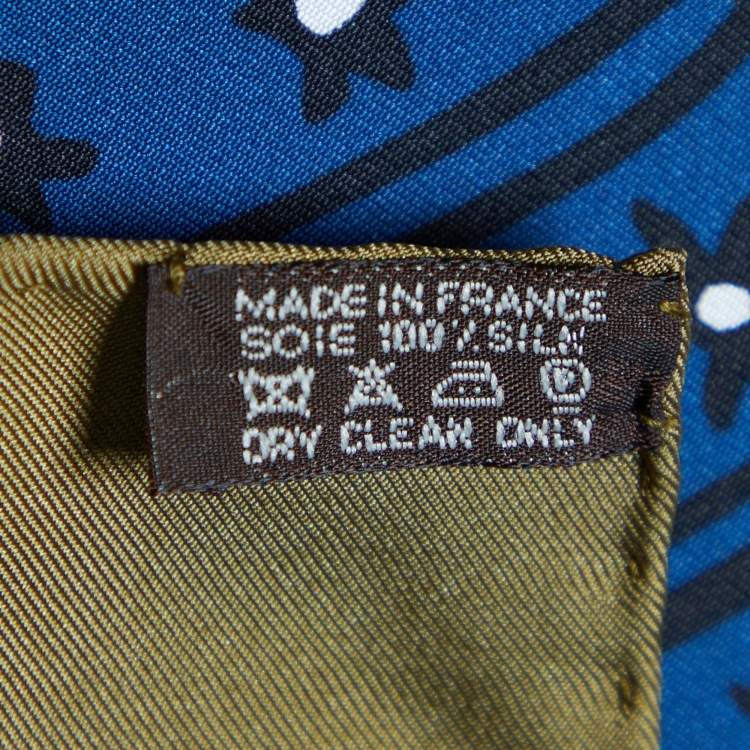 MADE IN FRANCE
SOIE 100% SILK
DRY CLEAN ONLY